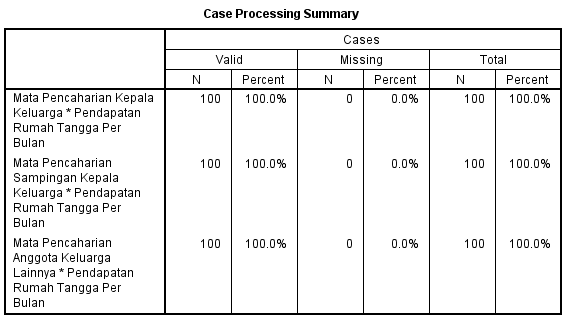 Case Processing Summary
Cases
Valid Missing Total
N Percent N Percent N Percent
Mata Pencaharian Kepala 100 100.0% 0 0.0% 100 100.0%
Keluarga * Pendapatan
Rumah Tangga Per
Bulan
Mata Pencaharian 100 100.0% 0 0.0% 100 100.0%
Sampingan Kepala
Keluarga * Pendapatan
Rumah Tangga Per
Bulan
Mata Pencaharian 100 100.0% 0 0.0% 100 100.0%
Anggota Keluarga
Lainnya * Pendapatan
Rumah Tangga Per
Bulan